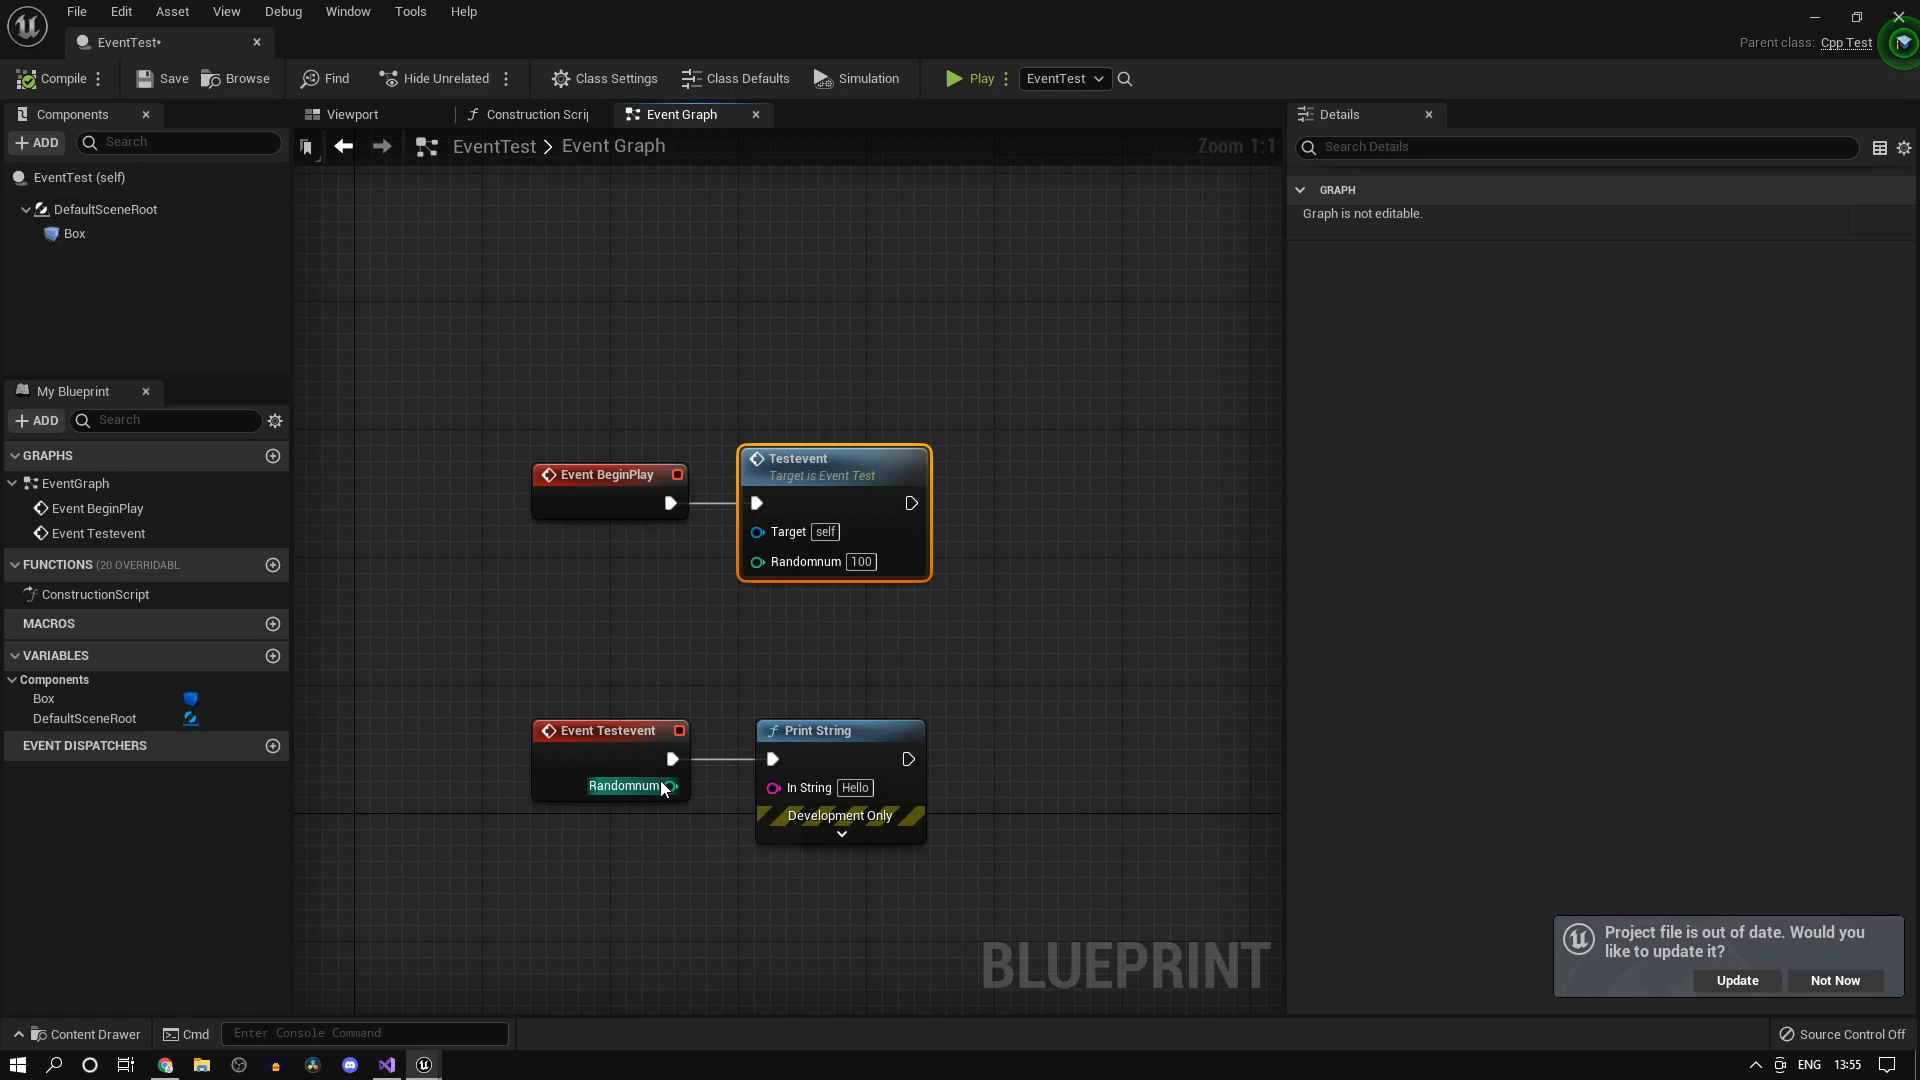 File Edit Asset View Debug Window Tools Help
EventTest*
Parent class: Cpp Test
Compile Save Browse Find Hide Unrelated Class Settings Class Defaults Simulation Play EventTest
Components
ADD Search
EventTest (self)
DefaultSceneRoot
Box
My Blueprint
ADD Search
GRAPHS
EventGraph
Event BeginPlay
Event Testevent
FUNCTIONS (20 OVERRIDABL
ConstructionScript
MACROS
VARIABLES
Components
Box
DefaultSceneRoot
EVENT DISPATCHERS
Viewport Construction Scri Event Graph
EventTest > Event Graph Zoom 1:1
Event BeginPlay
Testevent
Target is Event Test
Target self
Randomnum 100
Event Testevent
Randomnum
Print String
In String Hello
Development Only
BLUEPRINT
Details
Search Details
GRAPH
Graph is not editable.
Project file is out of date. Would you
like to update it?
Update Not Now
Content Drawer Cmd Enter Console Command Source Control Off
ENG 13:55